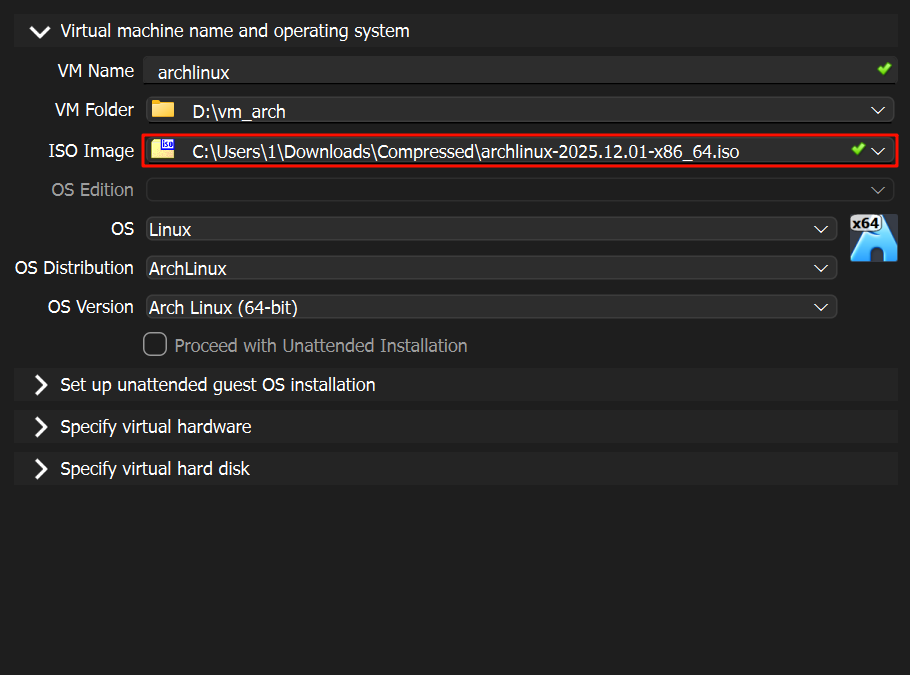 Virtual machine name and operating system
VM Name archlinux
VM Folder D:\vm_arch
ISO Image iso C:\Users\1\Downloads\Compressed\archlinux-2025.12.01-x86_64.iso
OS Edition
OS Linux x64
OS Distribution ArchLinux
OS Version Arch Linux (64-bit)
Proceed with Unattended Installation
Set up unattended guest OS installation
Specify virtual hardware
Specify virtual hard disk